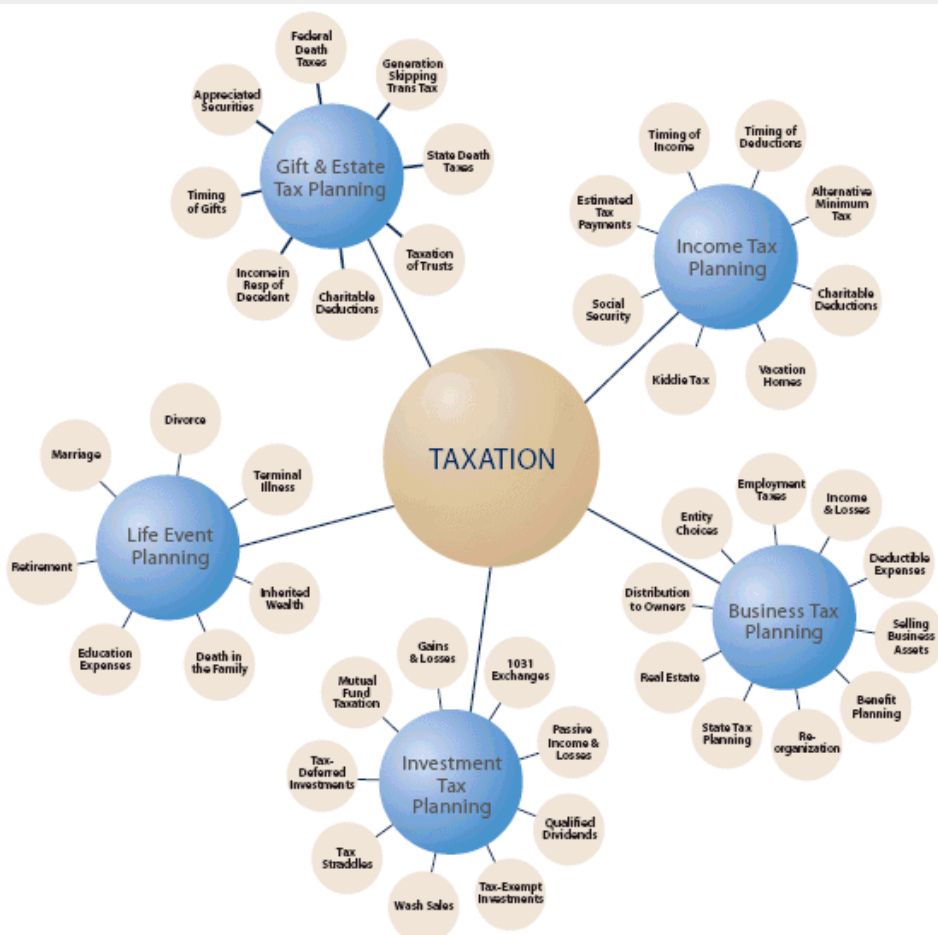 Federal
Death
Taxes
Generation
Skipping
Trans Tax
Appreciated
Securities
State Death
Taxes
Gift & Estate
Tax Planning
Timing
of Gifts
Taxation
of Trusts
Income in
Resp of
Decedent
Charitable
Deductions
Timing of
Income
Timing of
Deductions
Estimated
Tax
Payments
Alternative
Minimum
Tax
Income Tax
Planning
Social
Security
Charitable
Deductions
Kiddie Tax
Vacation
Homes
TAXATION
Divorce
Marriage
Terminal
Illness
Life Event
Planning
Retirement
Inherited
Wealth
Education
Expenses
Death in
the Family
Employment
Taxes
Income
& Losses
Entity
Choices
Deductible
Expenses
Distribution
to Owners
Business Tax
Planning
Selling
Business
Assets
Real Estate
Benefit
Planning
State Tax
Planning
Re-
organization
Gains
& Losses
1031
Exchanges
Mutual
Fund
Taxation
Passive
Income &
Losses
Tax-
Deferred
Investments
Investment
Tax
Planning
Qualified
Dividends
Tax
Straddles
Wash Sales
Tax-Exempt
Investments